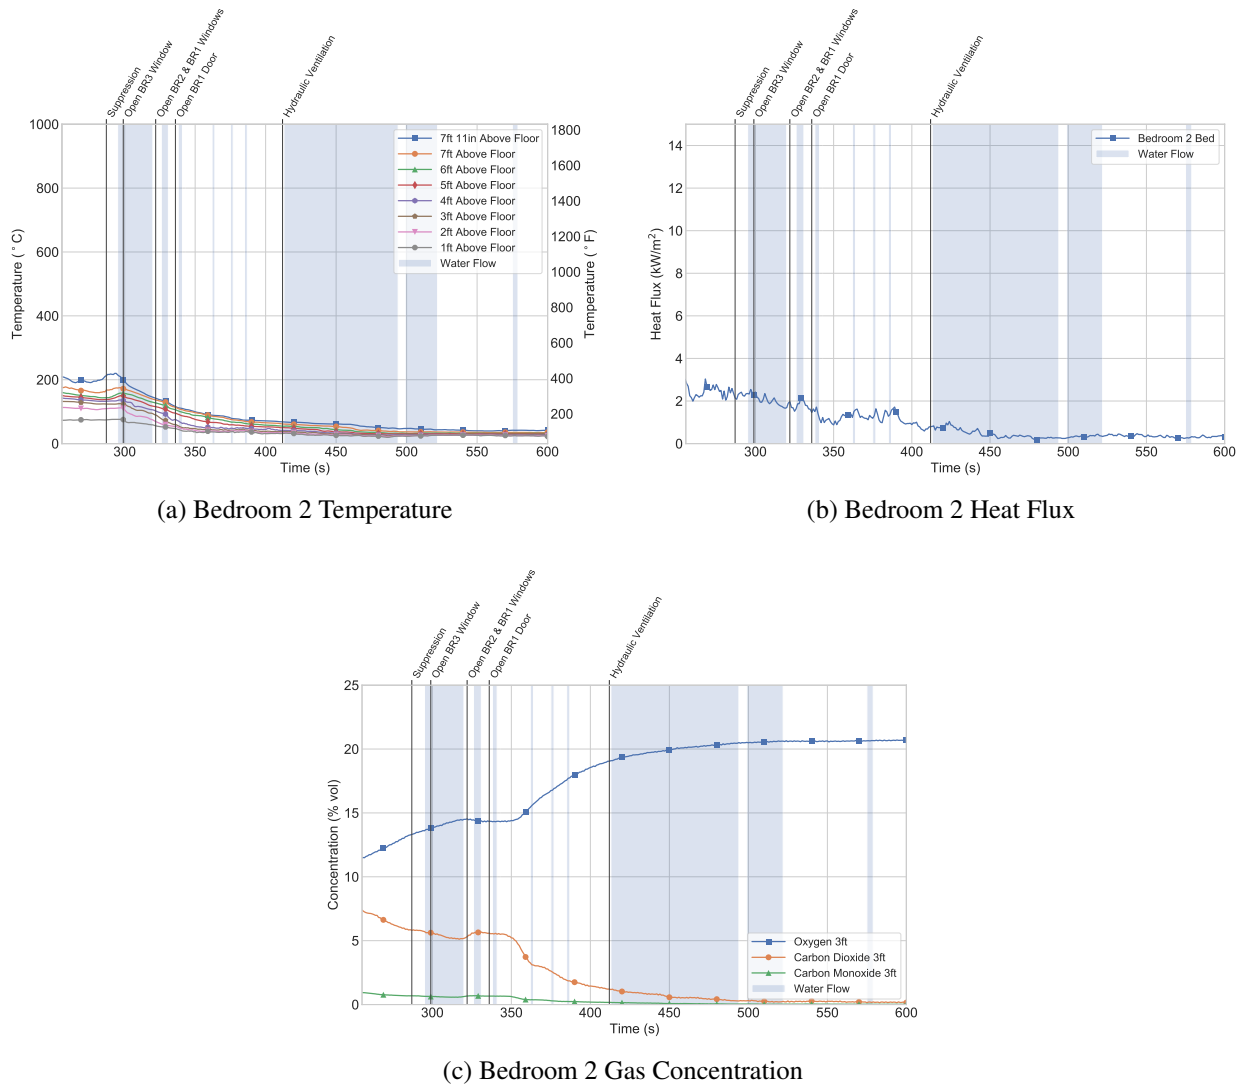 Suppression
Open BR3 Window
Open BR2 & BR1 Windows
Open BR1 Door
Hydraulic Ventilation
1000
800
600
400
200
0
Temperature (°C)
1800
1600
1400
1200
1000
800
600
400
200
Temperature (°F)
7ft 11in Above Floor
7ft Above Floor
6ft Above Floor
5ft Above Floor
4ft Above Floor
3ft Above Floor
2ft Above Floor
1ft Above Floor
Water Flow
300 350 400 450 500 550 600
Time (s)
(a) Bedroom 2 Temperature
Suppression
Open BR3 Window
Open BR2 & BR1 Windows
Open BR1 Door
Hydraulic Ventilation
14
12
10
8
6
4
2
0
Heat Flux (kW/m²)
Bedroom 2 Bed
Water Flow
300 350 400 450 500 550 600
Time (s)
(b) Bedroom 2 Heat Flux
Suppression
Open BR3 Window
Open BR2 & BR1 Windows
Open BR1 Door
Hydraulic Ventilation
25
20
15
10
5
0
Concentration (% vol)
Oxygen 3ft
Carbon Dioxide 3ft
Carbon Monoxide 3ft
Water Flow
300 350 400 450 500 550 600
Time (s)
(c) Bedroom 2 Gas Concentration